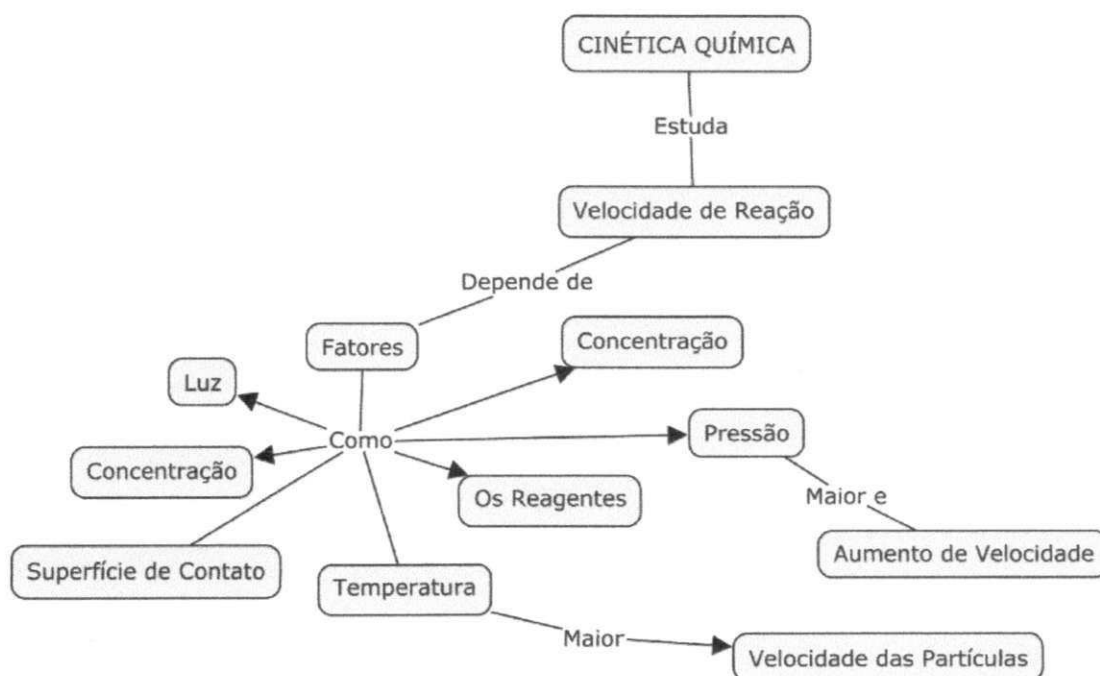 CINÉTICA QUÍMICA
Estuda
Velocidade de Reação
Depende de
Fatores
Concentração
Luz
Como
Pressão
Concentração
Os Reagentes
Maior e
Superfície de Contato
Temperatura
Aumento de Velocidade
Maior
Velocidade das Partículas